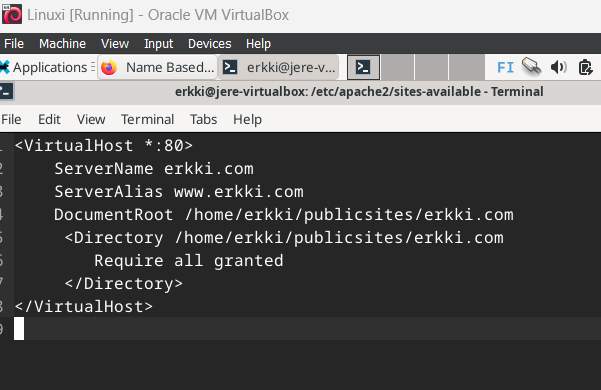 Linuxi [Running] - Oracle VM VirtualBox
File Machine View Input Devices Help
Applications Name Based... erkki@jere-v... FI
erkki@jere-virtualbox: /etc/apache2/sites-available - Terminal
File Edit View Terminal Tabs Help
<VirtualHost *:80>
2 ServerName erkki.com
3 ServerAlias www.erkki.com
4 DocumentRoot /home/erkki/publicsites/erkki.com
5 <Directory /home/erkki/publicsites/erkki.com
6 Require all granted
7 </Directory>
8 </VirtualHost>
9